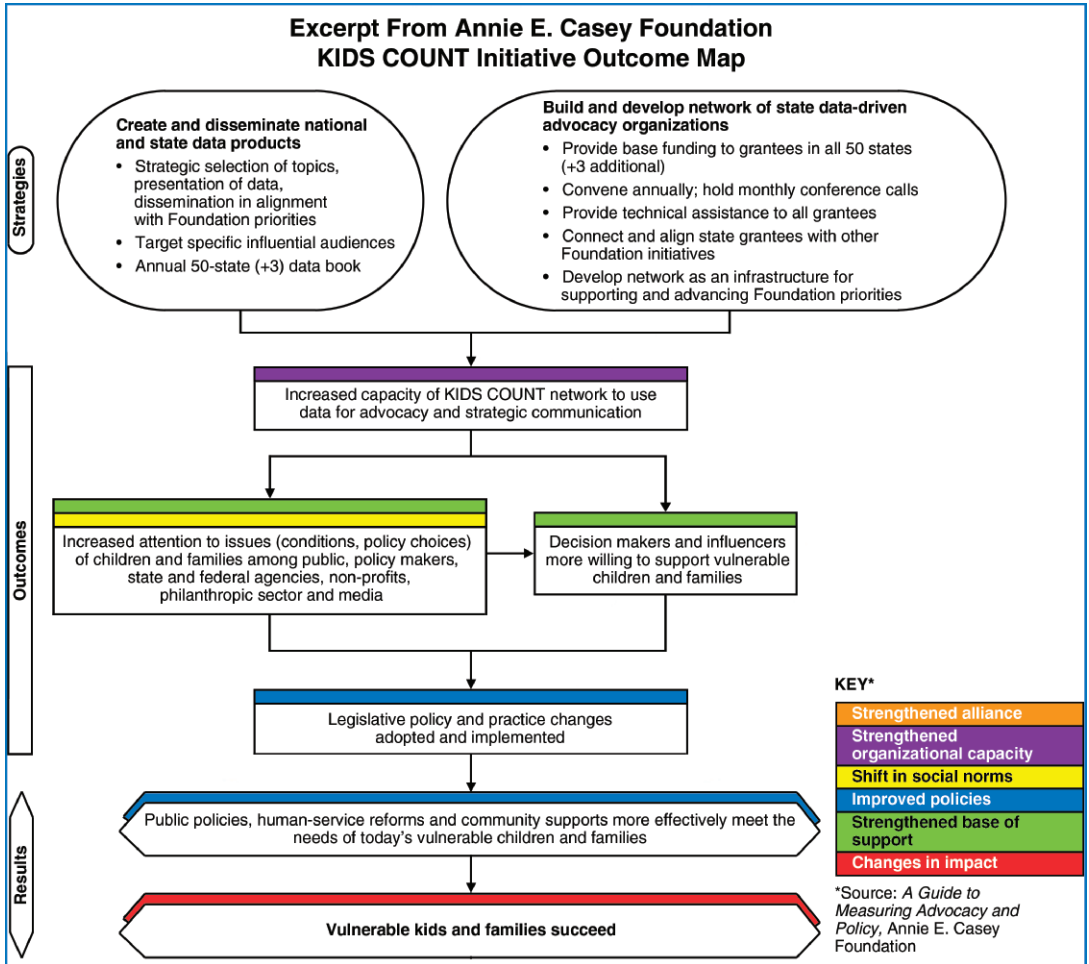 Excerpt From Annie E. Casey Foundation
KIDS COUNT Initiative Outcome Map
Strategies
Create and disseminate national
and state data products
• Strategic selection of topics,
presentation of data,
dissemination in alignment
with Foundation priorities
• Target specific influential audiences
• Annual 50-state (+3) data book
Build and develop network of state data-driven
advocacy organizations
• Provide base funding to grantees in all 50 states
(+3 additional)
• Convene annually; hold monthly conference calls
• Provide technical assistance to all grantees
• Connect and align state grantees with other
Foundation initiatives
• Develop network as an infrastructure for
supporting and advancing Foundation priorities
Outcomes
Increased capacity of KIDS COUNT network to use
data for advocacy and strategic communication
Increased attention to issues (conditions, policy choices)
of children and families among public, policy makers,
state and federal agencies, non-profits,
philanthropic sector and media
Decision makers and influencers
more willing to support vulnerable
children and families
Legislative policy and practice changes
adopted and implemented
Results
Public policies, human-service reforms and community supports more effectively meet the
needs of today's vulnerable children and families
Vulnerable kids and families succeed
KEY*
Strengthened alliance
Strengthened
organizational capacity
Shift in social norms
Improved policies
Strengthened base of
support
Changes in impact
*Source: A Guide to
Measuring Advocacy and
Policy, Annie E. Casey
Foundation